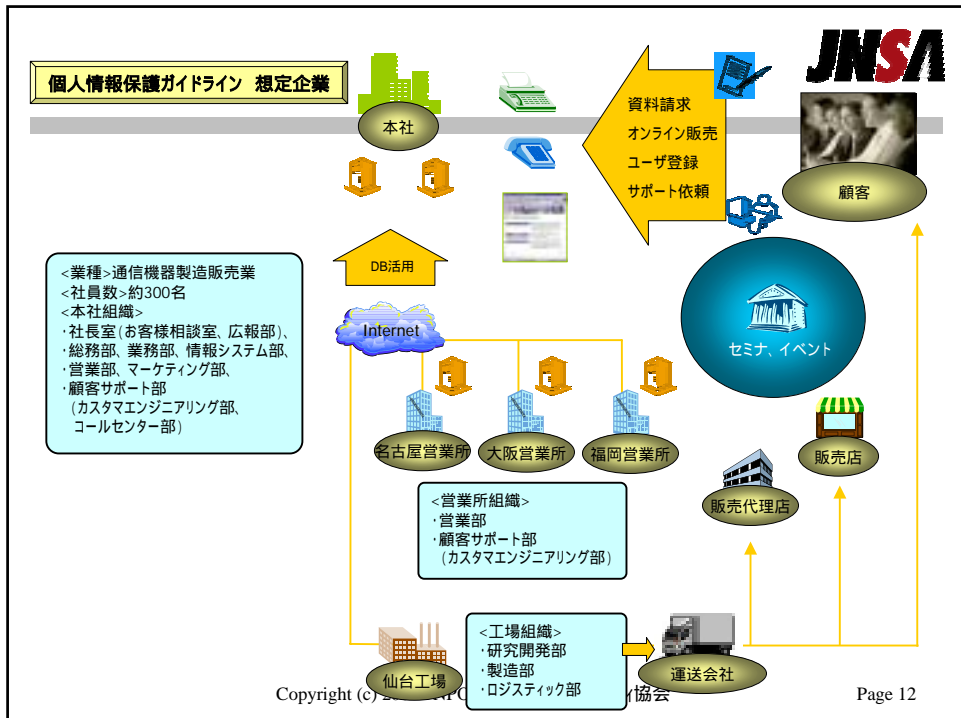 JNSA
個人情報保護ガイドライン 想定企業
本社
資料請求
オンライン販売
ユーザ登録
サポート依頼
顧客
DB活用
<業種>通信機器製造販売業
<社員数>約300名
<本社組織>
・社長室(お客様相談室、広報部)、
・総務部、業務部、情報システム部、
・営業部、マーケティング部、
・顧客サポート部
(カスタマエンジニアリング部、
コールセンター部)
Internet
セミナ、イベント
名古屋営業所
大阪営業所
福岡営業所
販売店
販売代理店
<営業所組織>
・営業部
・顧客サポート部
(カスタマエンジニアリング部)
<工場組織>
・研究開発部
・製造部
・ロジスティック部
仙台工場
運送会社
Copyright (c) 協会
Page 12